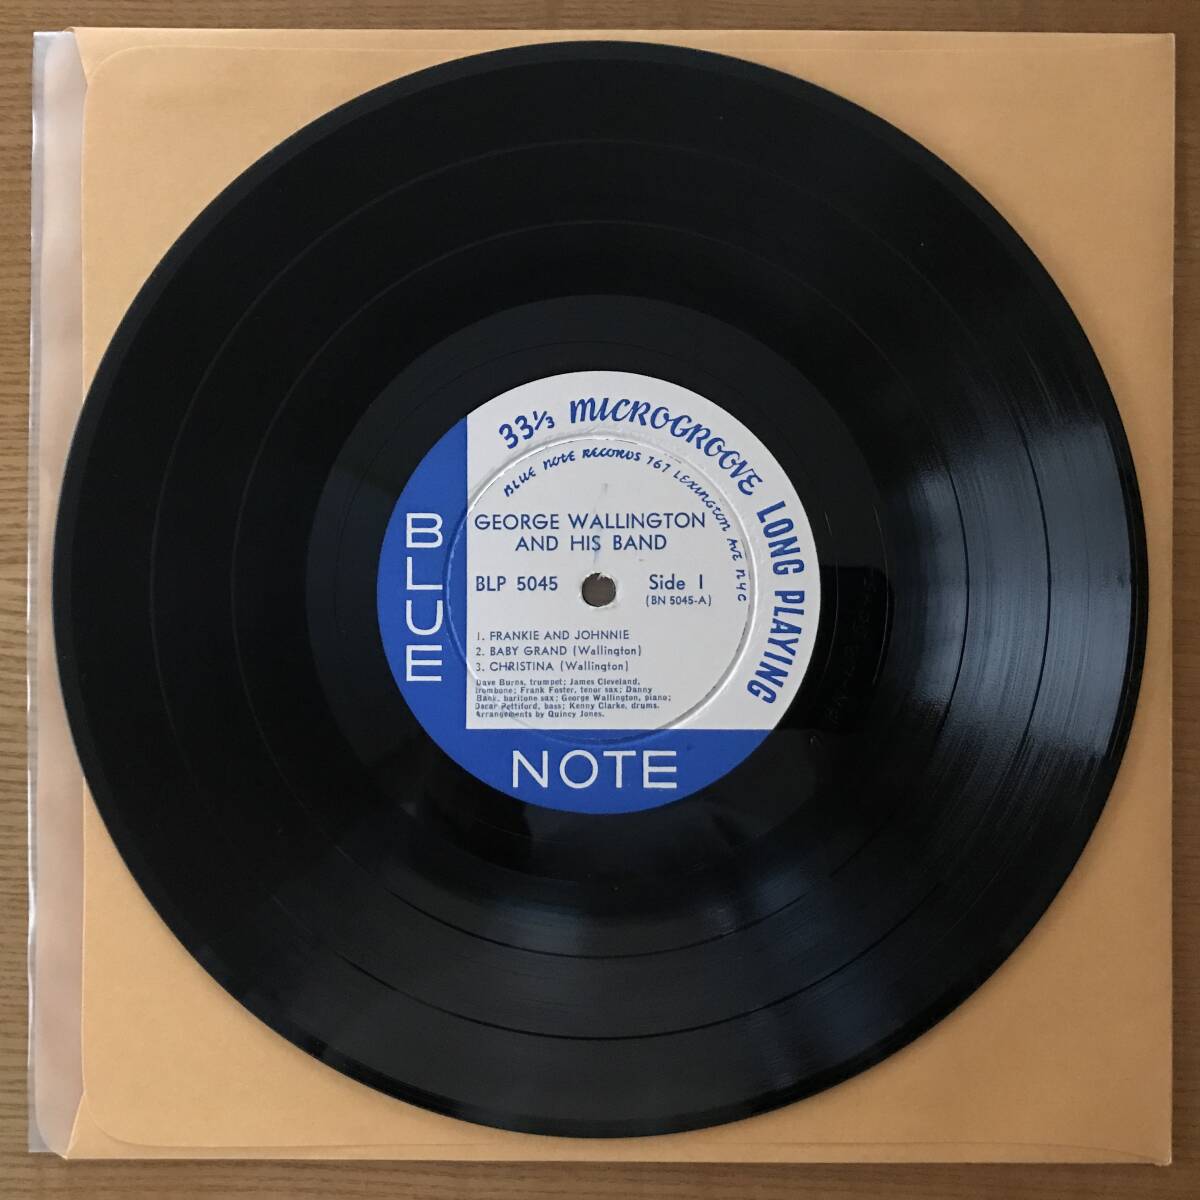 33 1/3 MICROGROOVE LONG PLAYING
BLUE NOTE RECORDS 767 LEXINGTON AVE NYC
GEORGE WALLINGTON
AND HIS BAND
BLP 5045 Side 1
(BN 5045-A)
1. FRANKIE AND JOHNNIE
2. BABY GRAND (Wallington)
3. CHRISTINA (Wallington)
Dave Burns, trumpet; James Cleveland,
trombone; Frank Foster, tenor sax; Danny
Bank, baritone sax; George Wallington, piano;
Oscar Pettiford, bass; Kenny Clarke, drums.
Arrangements by Quincy Jones.
BLUE
NOTE